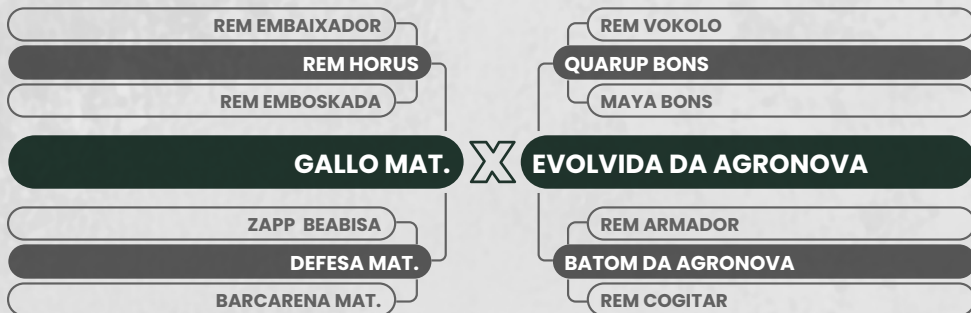 REM EMBAIXADOR
REM HORUS
REM EMBOSKADA
GALLO MAT.
ZAPP BEABISA
DEFESA MAT.
BARCARENA MAT.
X
REM VOKOLO
QUARUP BONS
MAYA BONS
EVOLVIDA DA AGRONOVA
REM ARMADOR
BATOM DA AGRONOVA
REM COGITAR